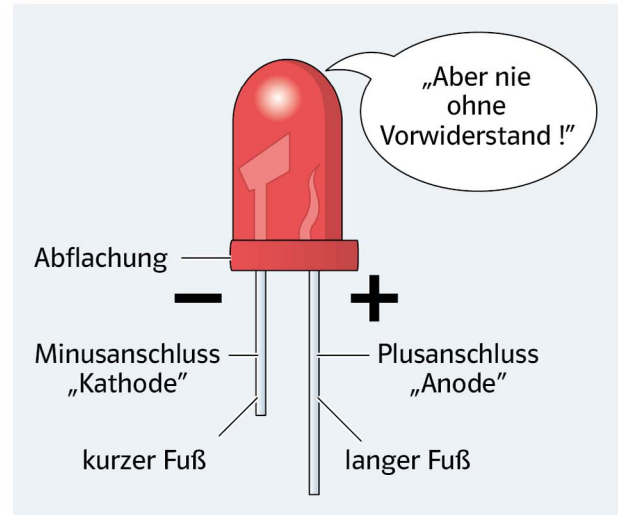 „Aber nie
ohne
Vorwiderstand !”
Abflachung
–
+
Minusanschluss
„Kathode”
Plusanschluss
„Anode”
kurzer Fuß
langer Fuß